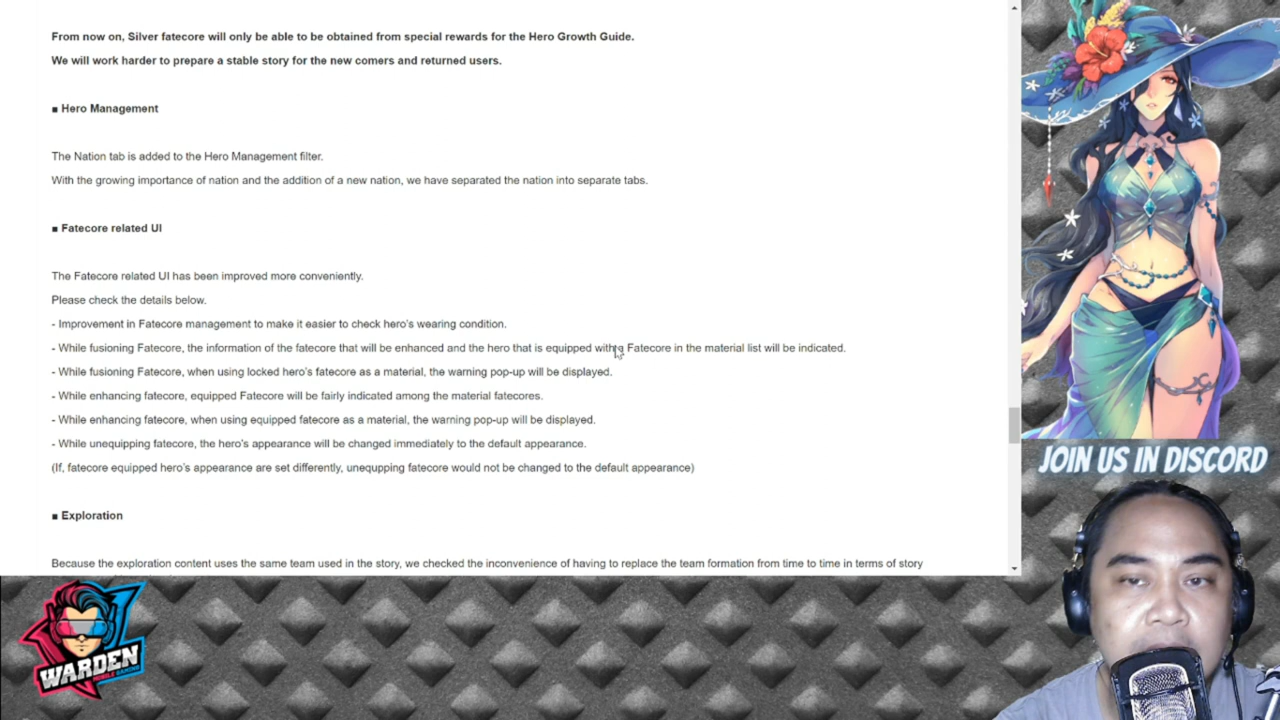 From now on, Silver fatecore will only be able to be obtained from special rewards for the Hero Growth Guide.
We will work harder to prepare a stable story for the new comers and returned users.
■ Hero Management
The Nation tab is added to the Hero Management filter.
With the growing importance of nation and the addition of a new nation, we have separated the nation into separate tabs.
■ Fatecore related UI
The Fatecore related UI has been improved more conveniently.
Please check the details below.
- Improvement in Fatecore management to make it easier to check hero's wearing condition.
- While fusioning Fatecore, the information of the fatecore that will be enhanced and the hero that is equipped with a Fatecore in the material list will be indicated.
- While fusioning Fatecore, when using locked hero's fatecore as a material, the warning pop-up will be displayed.
- While enhancing fatecore, equipped Fatecore will be fairly indicated among the material fatecores.
- While enhancing fatecore, when using equipped fatecore as a material, the warning pop-up will be displayed.
- While unequipping fatecore, the hero's appearance will be changed immediately to the default appearance.
(If, fatecore equipped hero's appearance are set differently, unequpping fatecore would not be changed to the default appearance)
■ Exploration
Because the exploration content uses the same team used in the story, we checked the inconvenience of having to replace the team formation from time to time in terms of story
JOIN US IN DISCORD
WARDEN
MOBILE GAMING